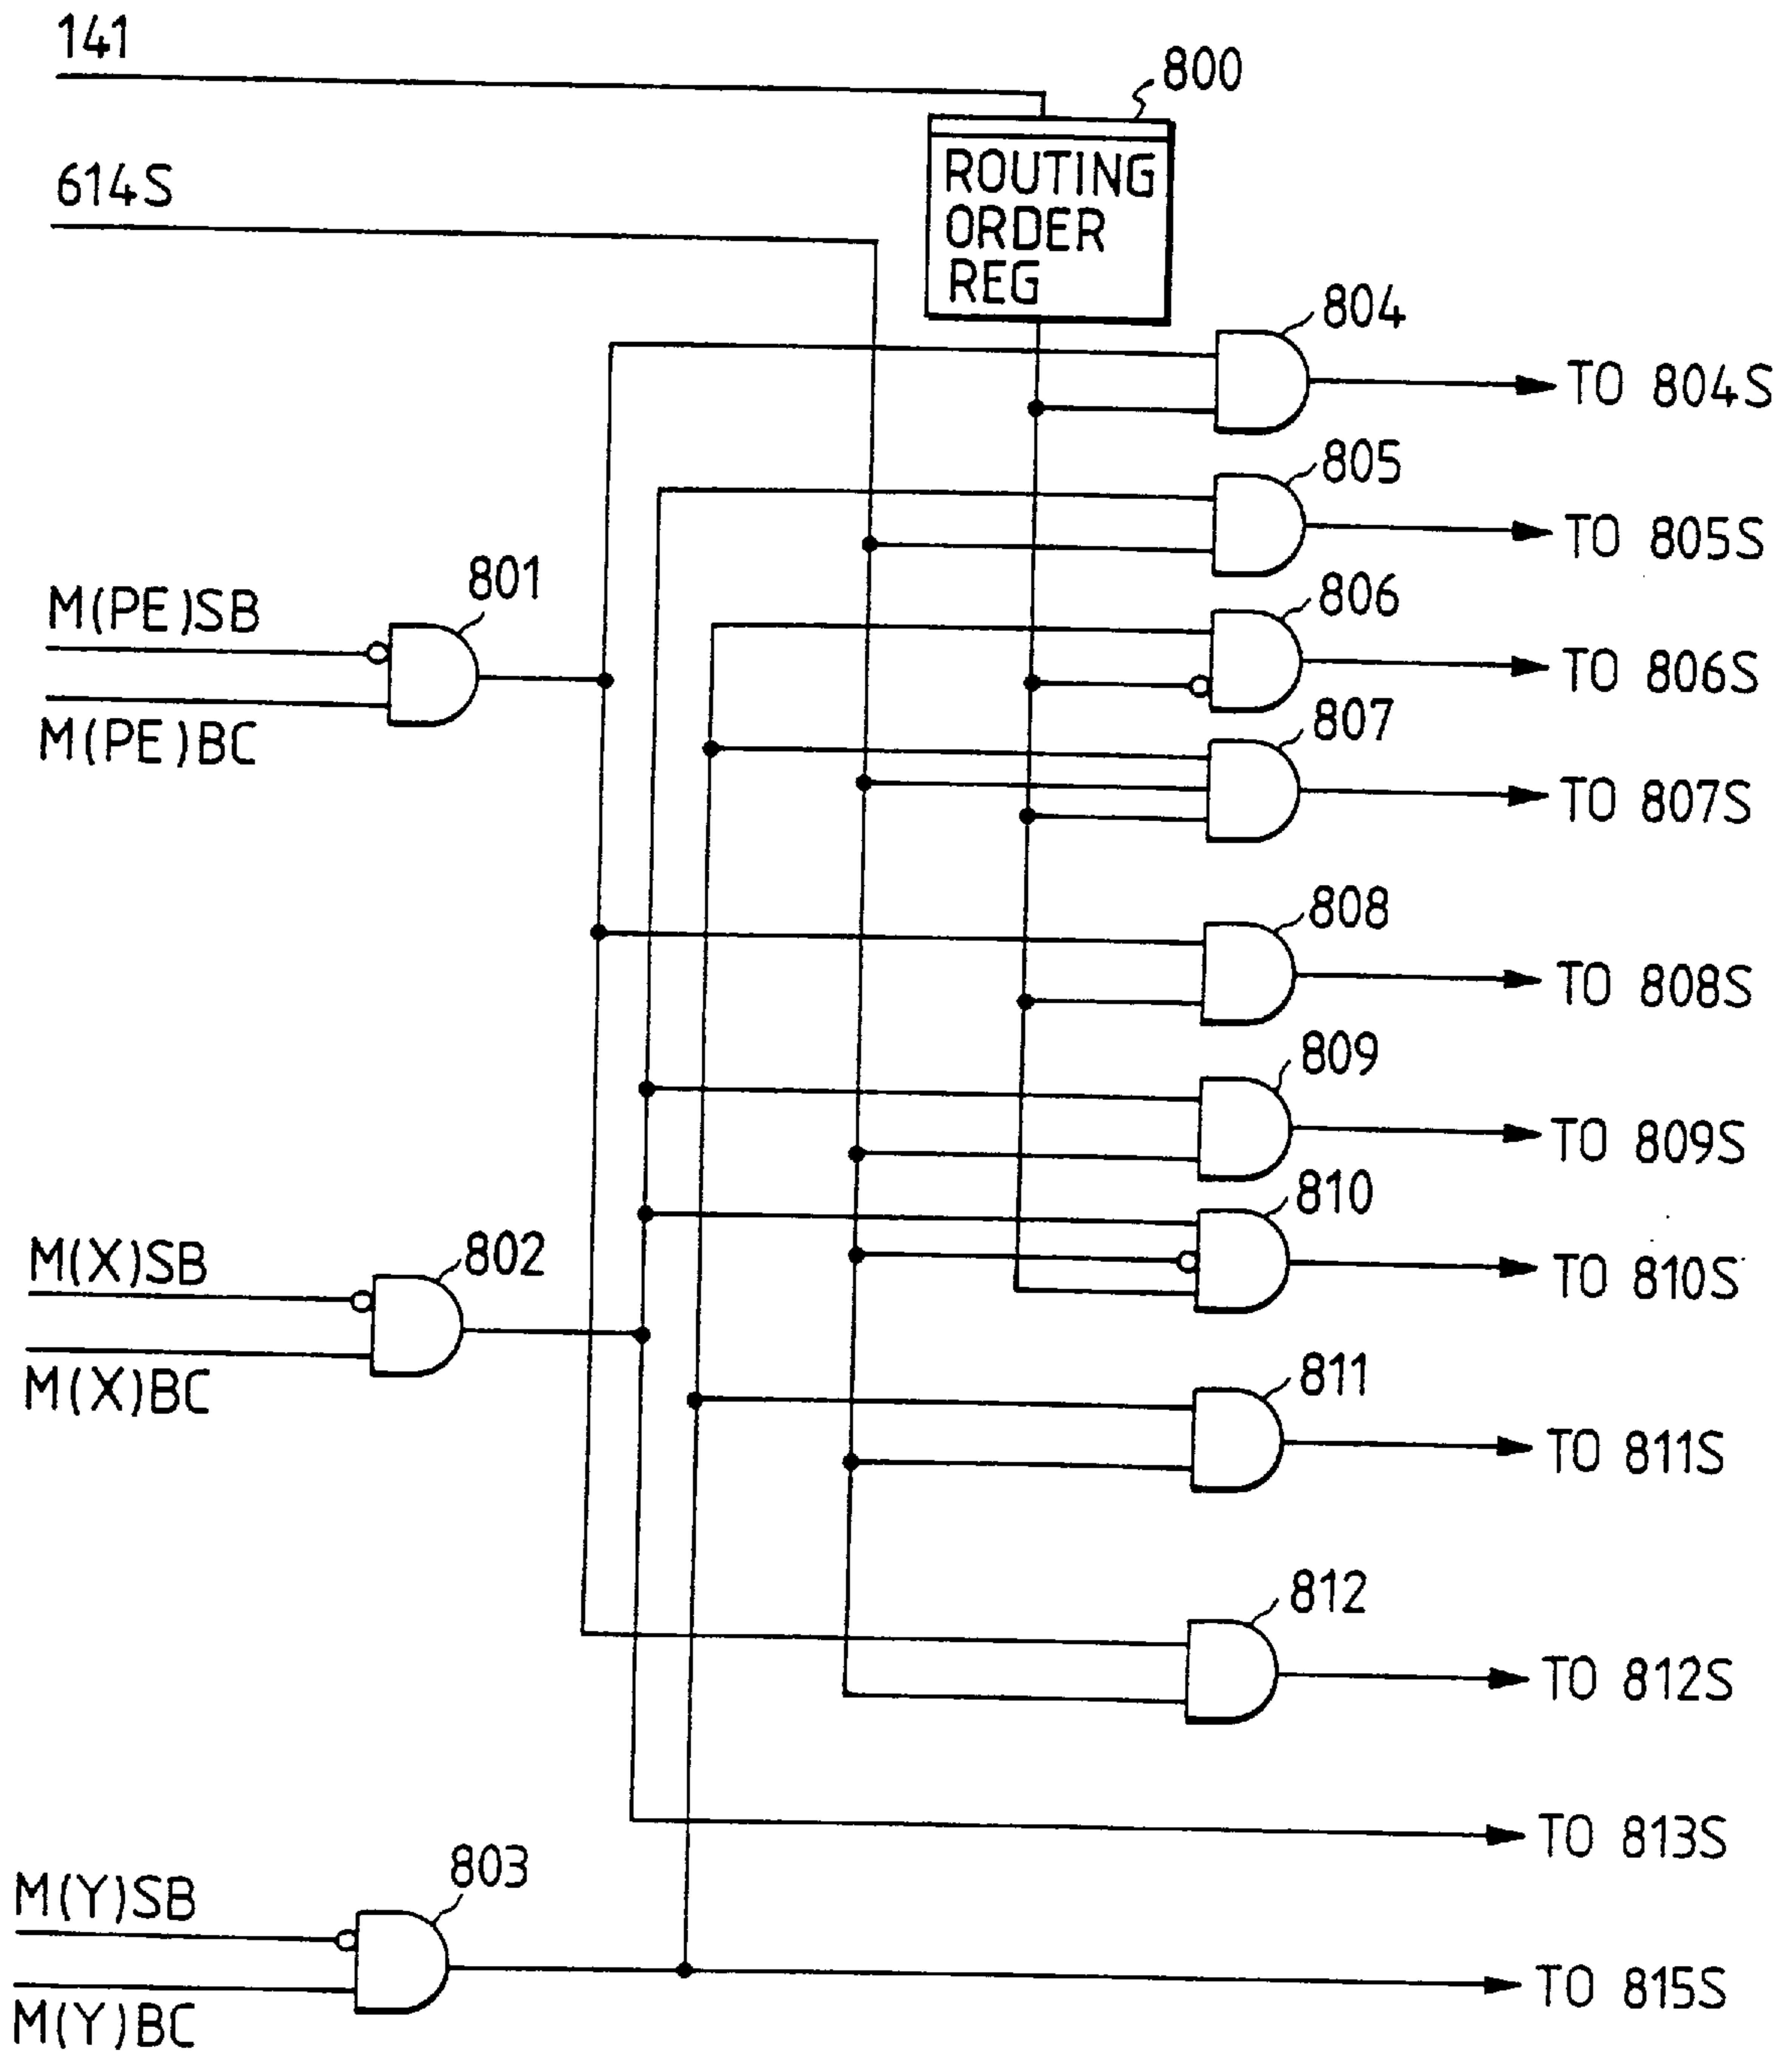 141
800
614S
ROUTING
ORDER
REG
804
TO 804S
805
TO 805S
801
M(PE)SB
806
TO 806S
M(PE)BC
807
TO 807S
808
TO 808S
809
TO 809S
810
M(X)SB
802
TO 810S
M(X)BC
811
TO 811S
812
TO 812S
TO 813S
M(Y)SB
803
TO 815S
M(Y)BC